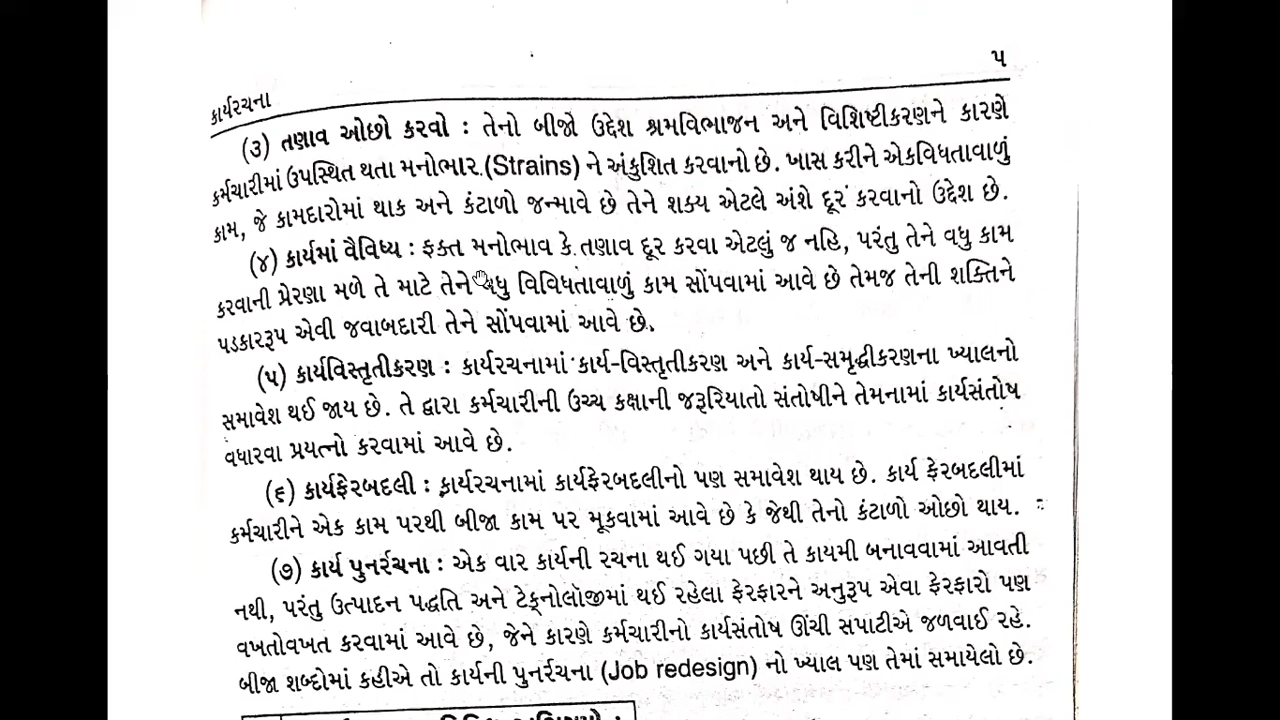 ૫
કાર્યરચના
(૩) તણાવ ઓછો કરવો : તેનો બીજો ઉદ્દેશ શ્રમવિભાજન અને વિશિષ્ટીકરણને કારણે
કર્મચારીમાં ઉપસ્થિત થતા મનોભાર (Strains) ને અંકુશિત કરવાનો છે. ખાસ કરીને એકવિધતાવાળું
કામ, જે કામદારોમાં થાક અને કંટાળો જન્માવે છે તેને શક્ય એટલે અંશે દૂર કરવાનો ઉદ્દેશ છે.
(૪) કાર્યમાં વૈવિધ્ય : ફક્ત મનોભાવ કે તણાવ દૂર કરવા એટલું જ નહિ, પરંતુ તેને વધુ કામ
કરવાની પ્રેરણા મળે તે માટે તેને વધુ વિવિધતાવાળું કામ સોંપવામાં આવે છે તેમજ તેની શક્તિને
પડકારરૂપ એવી જવાબદારી તેને સોંપવામાં આવે છે.
(૫) કાર્યવિસ્તૃતીકરણ : કાર્યરચનામાં કાર્ય-વિસ્તૃતીકરણ અને કાર્ય-સમૃદ્ધીકરણના ખ્યાલનો
સમાવેશ થઈ જાય છે. તે દ્વારા કર્મચારીની ઉચ્ચ કક્ષાની જરૂરિયાતો સંતોષીને તેમનામાં કાર્યસંતોષ
વધારવા પ્રયત્નો કરવામાં આવે છે.
(૬) કાર્યફેરબદલી : કાર્યરચનામાં કાર્યફેરબદલીનો પણ સમાવેશ થાય છે. કાર્ય ફેરબદલીમાં
કર્મચારીને એક કામ પરથી બીજા કામ પર મૂકવામાં આવે છે કે જેથી તેનો કંટાળો ઓછો થાય.
(૭) કાર્ય પુનર્રચના : એક વાર કાર્યની રચના થઈ ગયા પછી તે કાયમી બનાવવામાં આવતી
નથી, પરંતુ ઉત્પાદન પદ્ધતિ અને ટેક્નોલૉજીમાં થઈ રહેલા ફેરફારને અનુરૂપ એવા ફેરફારો પણ
વખતોવખત કરવામાં આવે છે, જેને કારણે કર્મચારીનો કાર્યસંતોષ ઊંચી સપાટીએ જળવાઈ રહે.
બીજા શબ્દોમાં કહીએ તો કાર્યની પુનર્રચના (Job redesign) નો ખ્યાલ પણ તેમાં સમાયેલો છે.